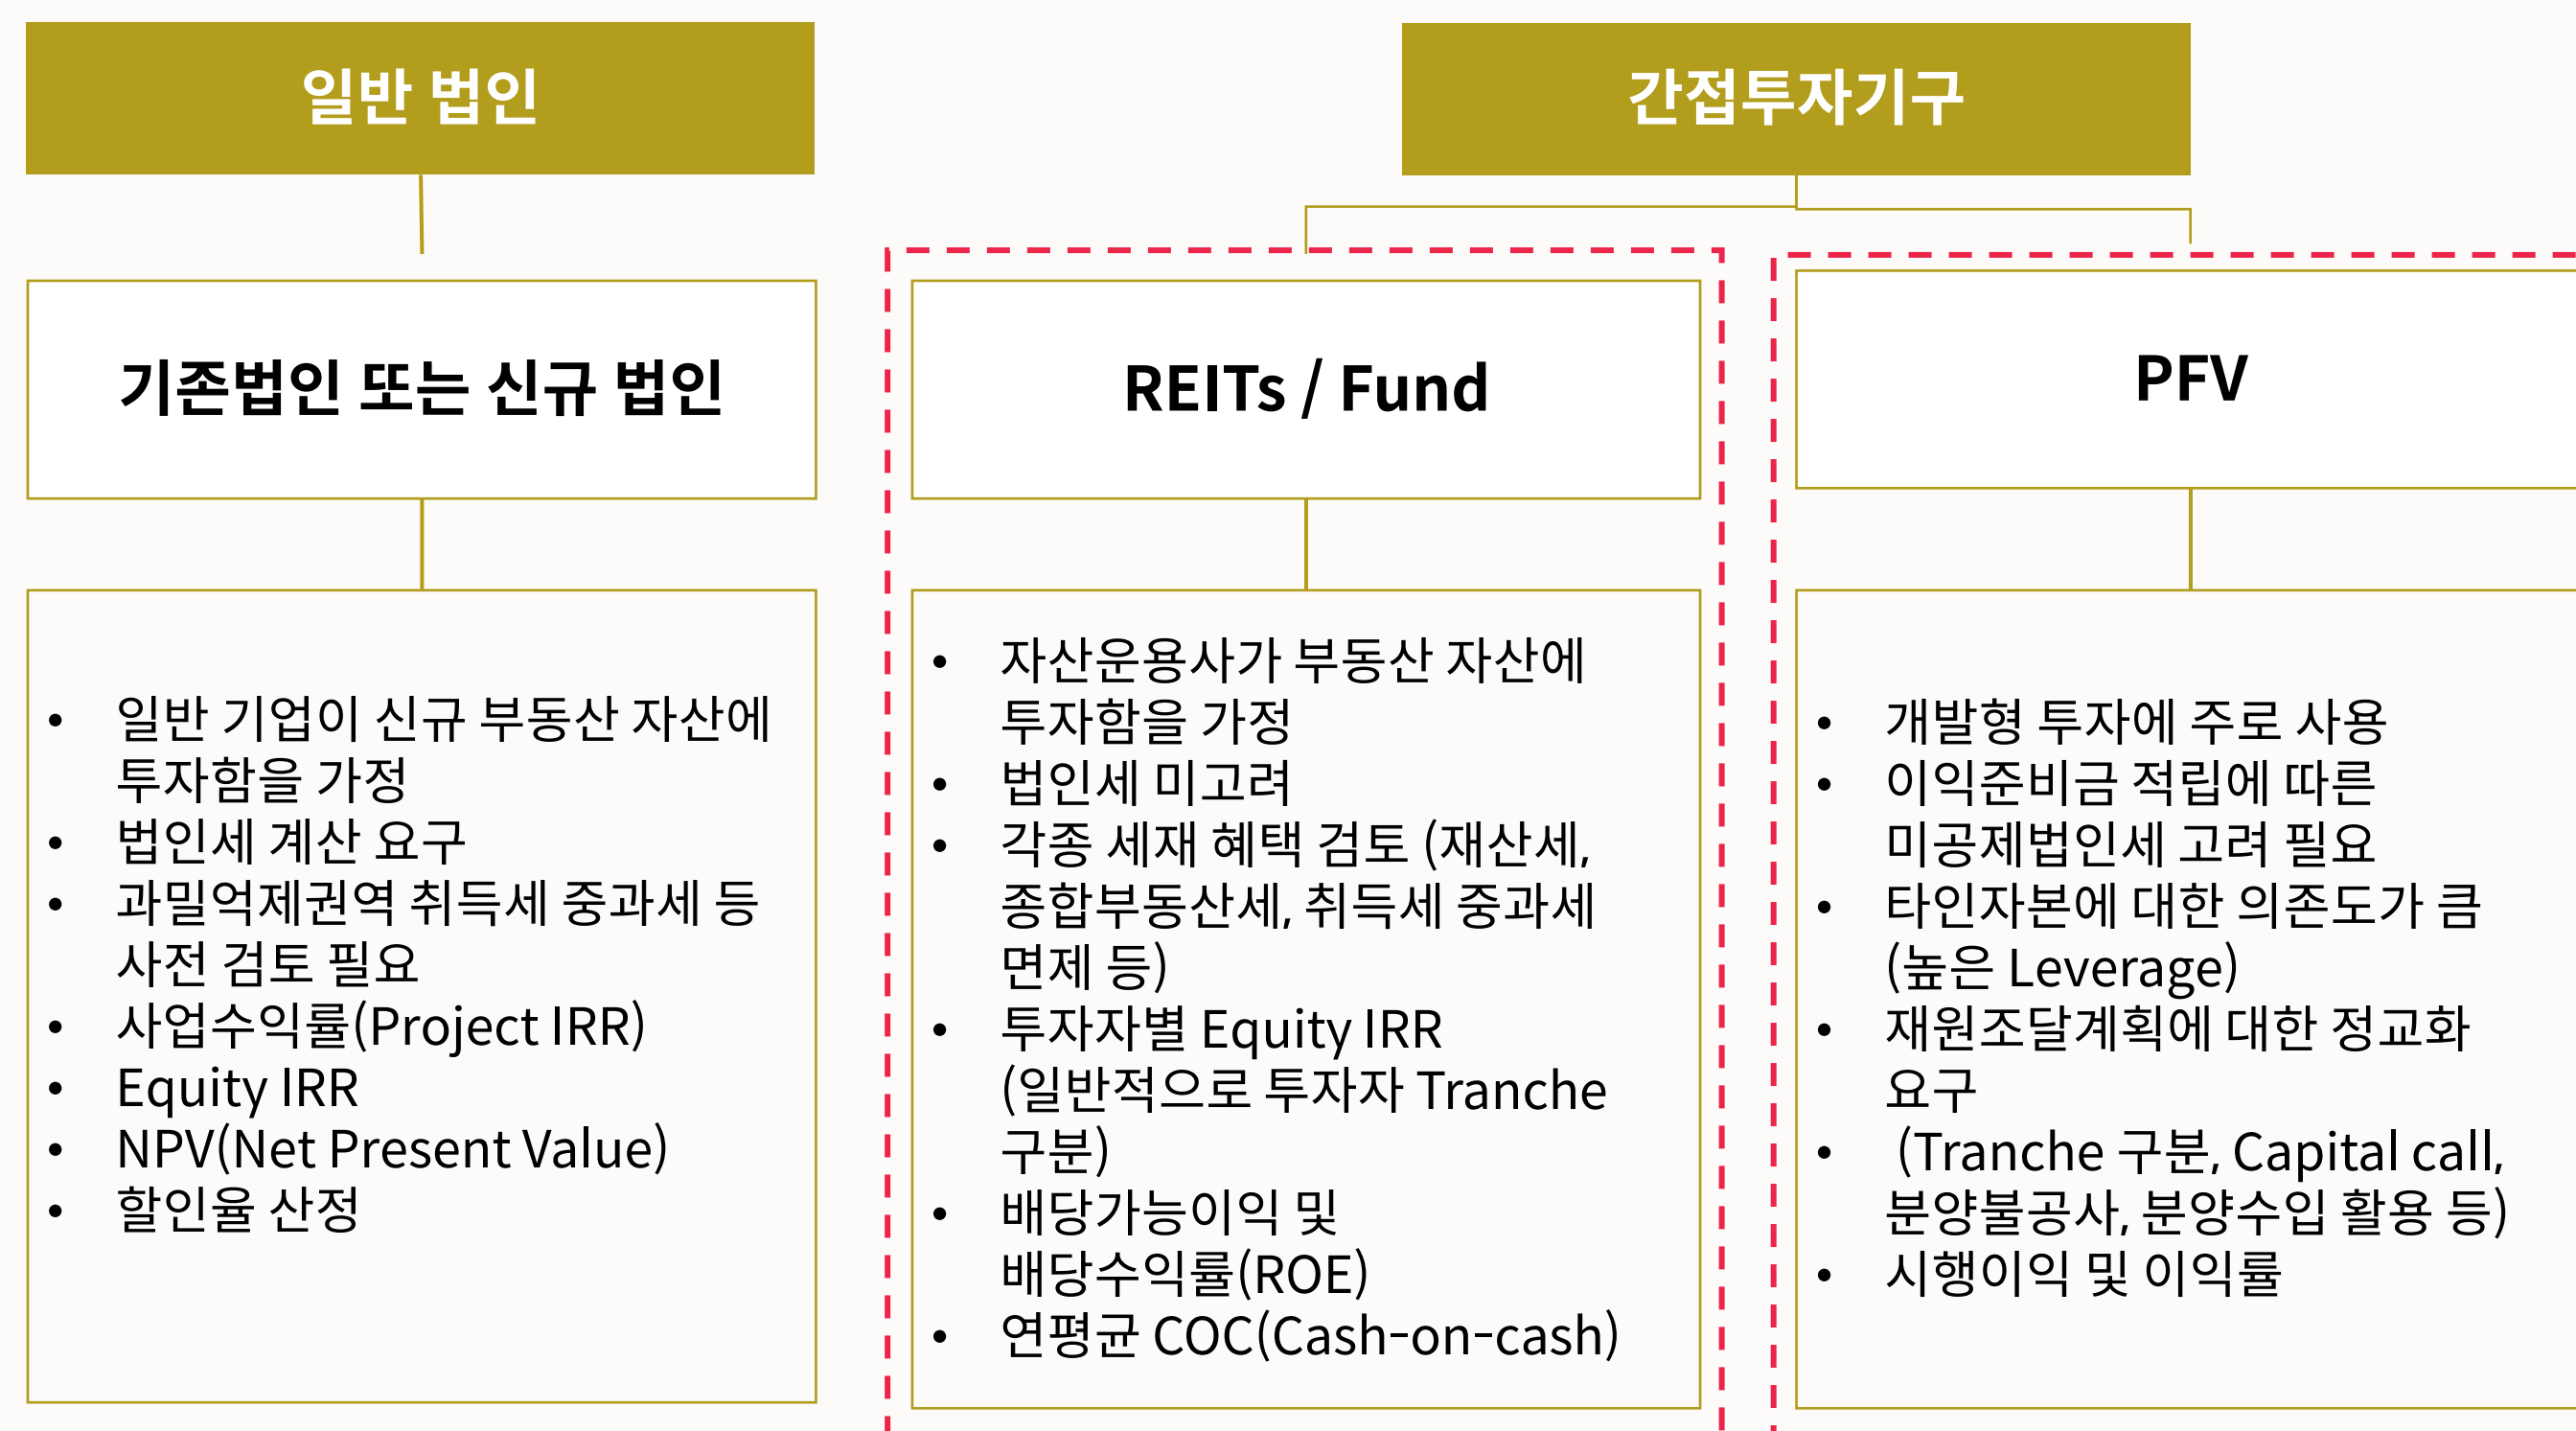 일반 법인
간접투자기구
기존법인 또는 신규 법인
REITs / Fund
PFV
• 일반 기업이 신규 부동산 자산에
투자함을 가정
• 법인세 계산 요구
• 과밀억제권역 취득세 중과세 등
사전 검토 필요
• 사업수익률(Project IRR)
• Equity IRR
• NPV(Net Present Value)
• 할인율 산정
• 자산운용사가 부동산 자산에
투자함을 가정
• 법인세 미고려
• 각종 세재 혜택 검토 (재산세,
종합부동산세, 취득세 중과세
면제 등)
• 투자자별 Equity IRR
(일반적으로 투자자 Tranche
구분)
• 배당가능이익 및
배당수익률(ROE)
• 연평균 COC(Cash-on-cash)
• 개발형 투자에 주로 사용
• 이익준비금 적립에 따른
미공제법인세 고려 필요
• 타인자본에 대한 의존도가 큼
(높은 Leverage)
• 재원조달계획에 대한 정교화
요구
• (Tranche 구분, Capital call,
분양불공사, 분양수입 활용 등)
• 시행이익 및 이익률